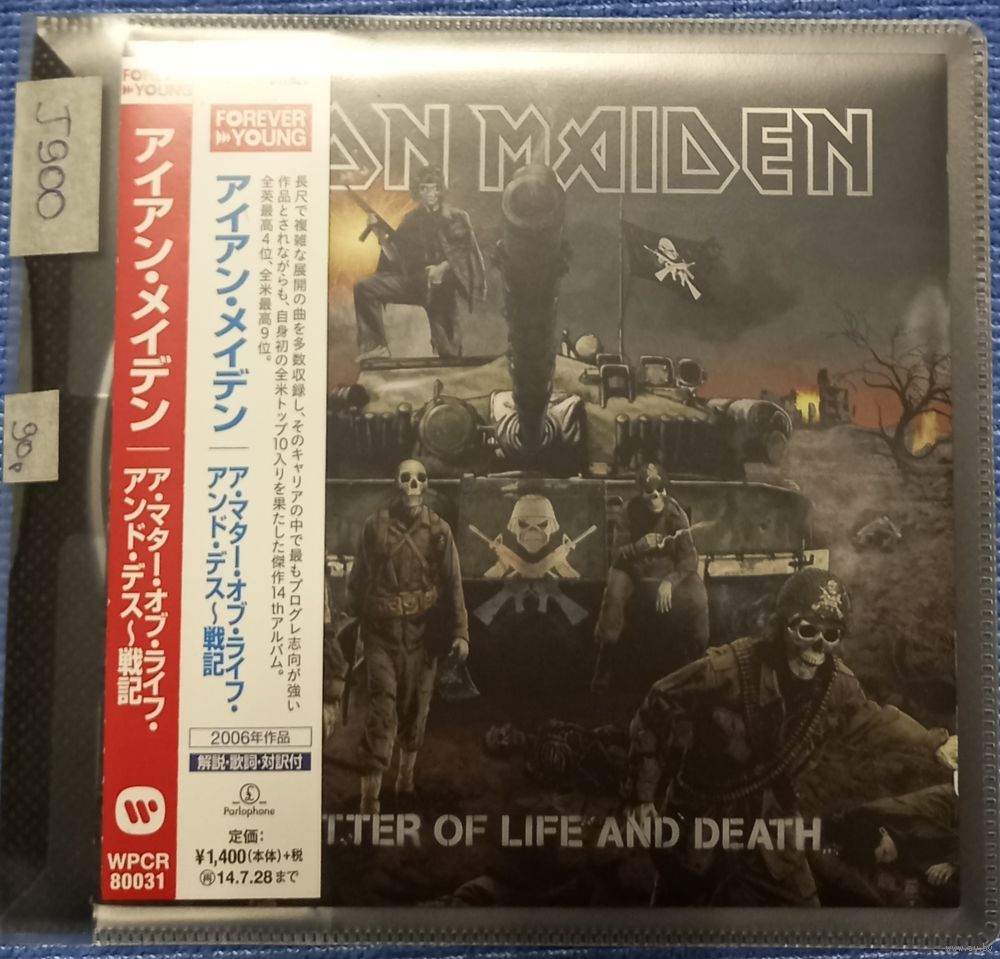 J900
90.
FOREVER
YOUNG
アイアン・メイデン
ア・マター・オブ・ライフ・
アンド・デス〜戦記
WPCR
80031
FOREVER
YOUNG
アイアン・メイデン
ア・マター・オブ・ライフ・
アンド・デス〜戦記
長尺で複雑な展開の曲を多数収録し、そのキャリアの中で最もプログレ志向が強い
作品とされながらも、自身初の全米トップ10入りを果たした傑作14thアルバム。
全英最高4位、全米最高9位。
2006年作品
解説・歌詞・対訳付
Parlophone
定価:
¥1,400(本体)+税
再14.7.28まで
ON MAIDEN
TTER OF LIFE AND DEATH
www.ay.by